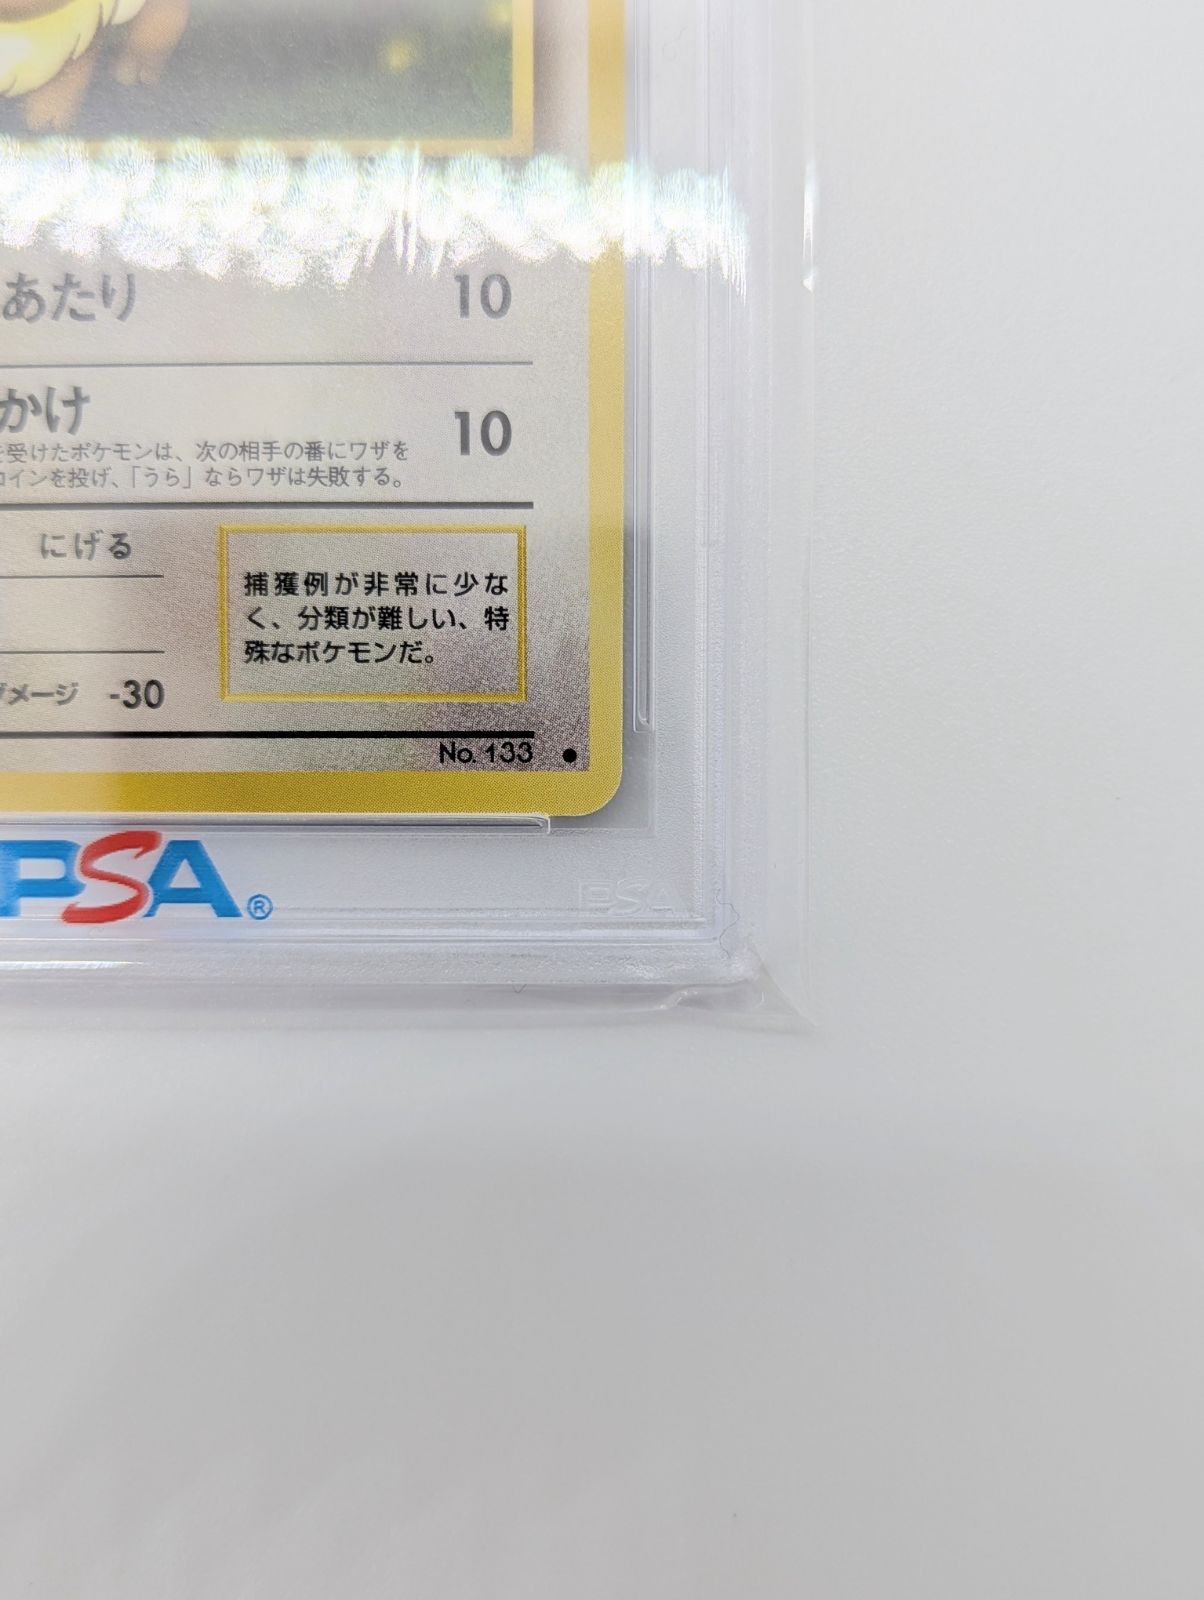 あたり 10
かけ 10
受けたポケモンは、次の相手の番にワザを
コインを投げ、「うら」ならワザは失敗する。
にげる
捕獲例が非常に少な
く、分類が難しい、特
殊なポケモンだ。
ダメージ -30
No. 133 ●
PSA®
PSA